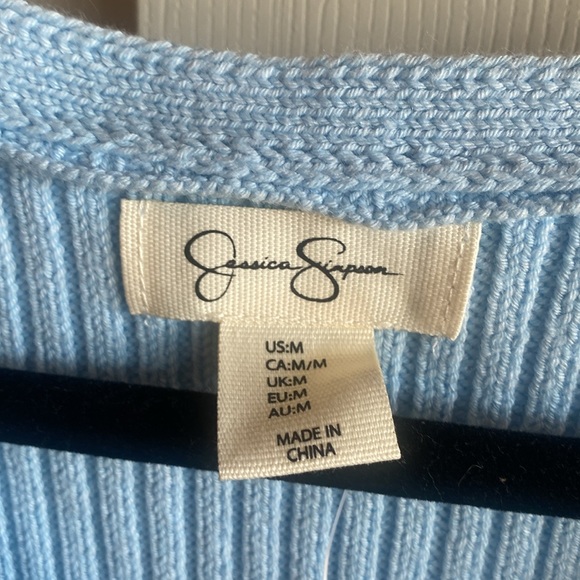 Jessica Simpson
US:M
CA:M/M
UK:M
EU:M
AU:M
MADE IN
CHINA